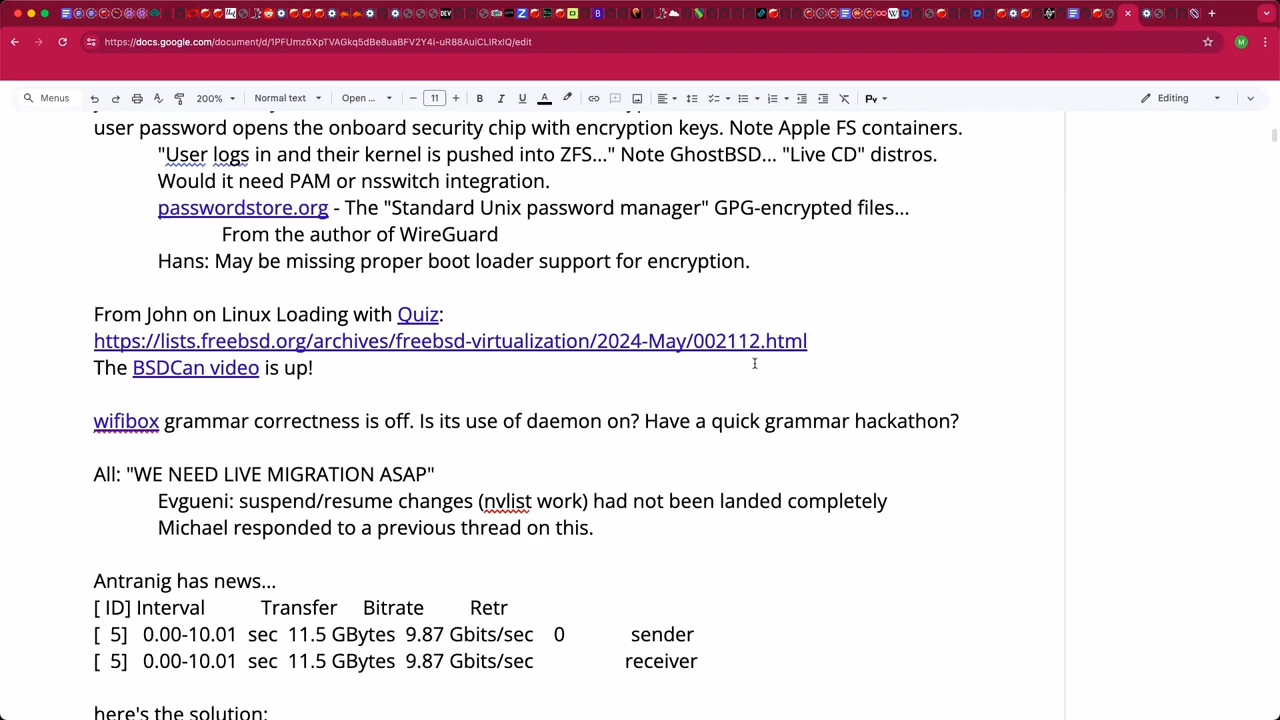 https://docs.google.com/document/d/1PFUmz6XpTVAGkq5dBe8uaBFV2Y4i-uR88AuiCLIRxIQ/edit
M
Menus
200%
Normal text
Open ...
11
Editing
user password opens the onboard security chip with encryption keys. Note Apple FS containers.
"User logs in and their kernel is pushed into ZFS..." Note GhostBSD... "Live CD" distros.
Would it need PAM or nsswitch integration.
passwordstore.org - The "Standard Unix password manager" GPG-encrypted files...
From the author of WireGuard
Hans: May be missing proper boot loader support for encryption.
From John on Linux Loading with Quiz:
https://lists.freebsd.org/archives/freebsd-virtualization/2024-May/002112.html
The BSDCan video is up!
wifibox grammar correctness is off. Is its use of daemon on? Have a quick grammar hackathon?
All: "WE NEED LIVE MIGRATION ASAP"
Evgueni: suspend/resume changes (nvlist work) had not been landed completely
Michael responded to a previous thread on this.
Antranig has news...
[ ID] Interval Transfer Bitrate Retr
[ 5] 0.00-10.01 sec 11.5 GBytes 9.87 Gbits/sec 0 sender
[ 5] 0.00-10.01 sec 11.5 GBytes 9.87 Gbits/sec receiver
here's the solution: